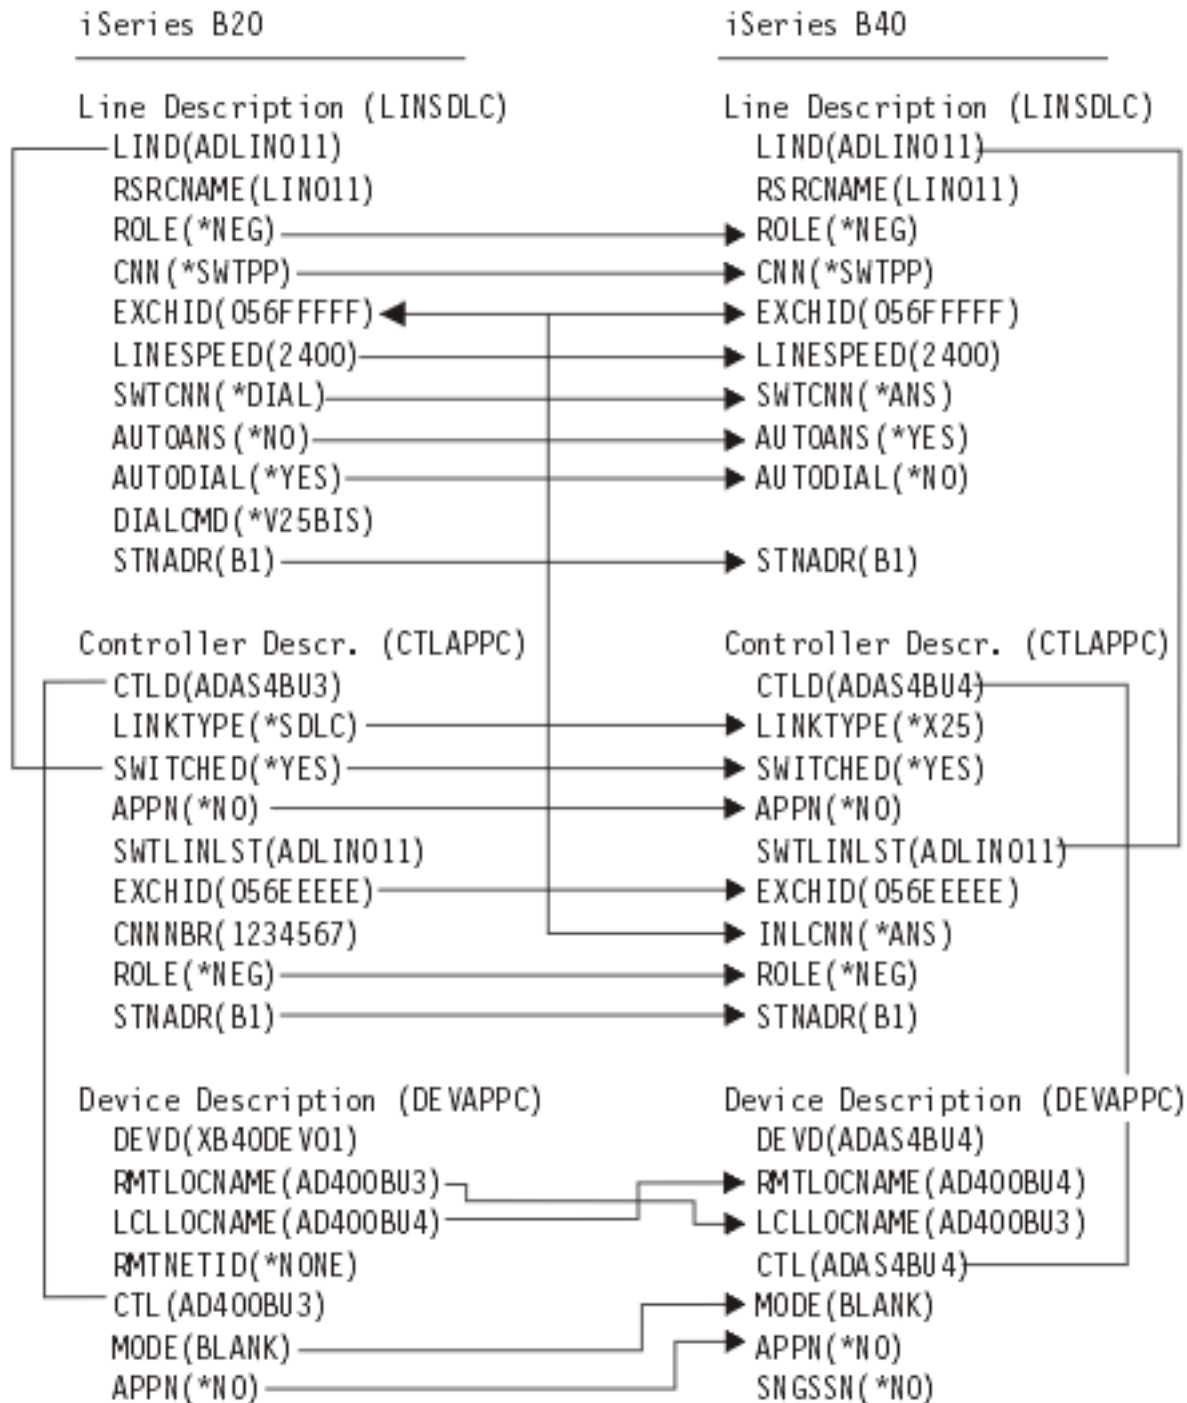 iSeries B20
Line Description (LINSDLC)
LIND(ADLIN011)
RSRCNAME(LIN011)
ROLE(*NEG)
CNN(*SWTPP)
EXCHID(056FFFFF)
LINESPEED(2400)
SWTCNN(*DIAL)
AUTOANS(*NO)
AUTODIAL(*YES)
DIALCMD(*V25BIS)
STNADR(B1)
Controller Descr. (CTLAPPC)
CTLD(ADAS4BU3)
LINKTYPE(*SDLC)
SWITCHED(*YES)
APPN(*NO)
SWTLINLST(ADLIN011)
EXCHID(056EEEEE)
CNNNBR(1234567)
ROLE(*NEG)
STNADR(B1)
Device Description (DEVAPPC)
DEVD(XB40DEV01)
RMTLOCNAME(AD400BU3)
LCLLOCNAME(AD400BU4)
RMTNETID(*NONE)
CTL(AD400BU3)
MODE(BLANK)
APPN(*NO)
iSeries B40
Line Description (LINSDLC)
LIND(ADLIN011)
RSRCNAME(LIN011)
ROLE(*NEG)
CNN(*SWTPP)
EXCHID(056FFFFF)
LINESPEED(2400)
SWTCNN(*ANS)
AUTOANS(*YES)
AUTODIAL(*NO)
STNADR(B1)
Controller Descr. (CTLAPPC)
CTLD(ADAS4BU4)
LINKTYPE(*X25)
SWITCHED(*YES)
APPN(*NO)
SWTLINLST(ADLIN011)
EXCHID(056EEEEE)
INLCNN(*ANS)
ROLE(*NEG)
STNADR(B1)
Device Description (DEVAPPC)
DEVD(ADAS4BU4)
RMTLOCNAME(AD400BU4)
LCLLOCNAME(AD400BU3)
CTL(ADAS4BU4)
MODE(BLANK)
APPN(*NO)
SNGSSN(*NO)